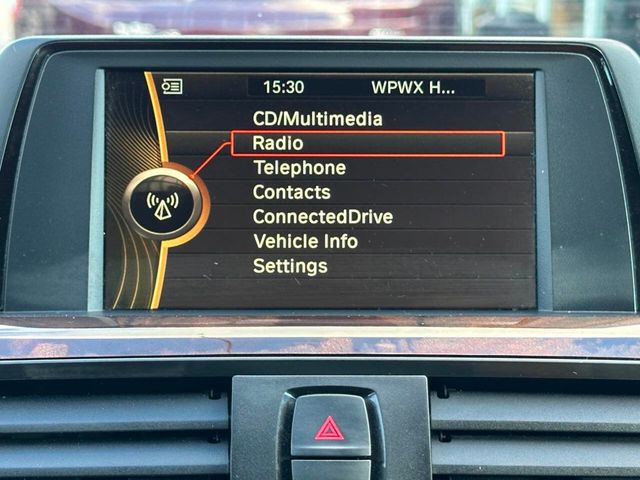 15:30 WPWX H...
CD/Multimedia
Radio
Telephone
Contacts
ConnectedDrive
Vehicle Info
Settings